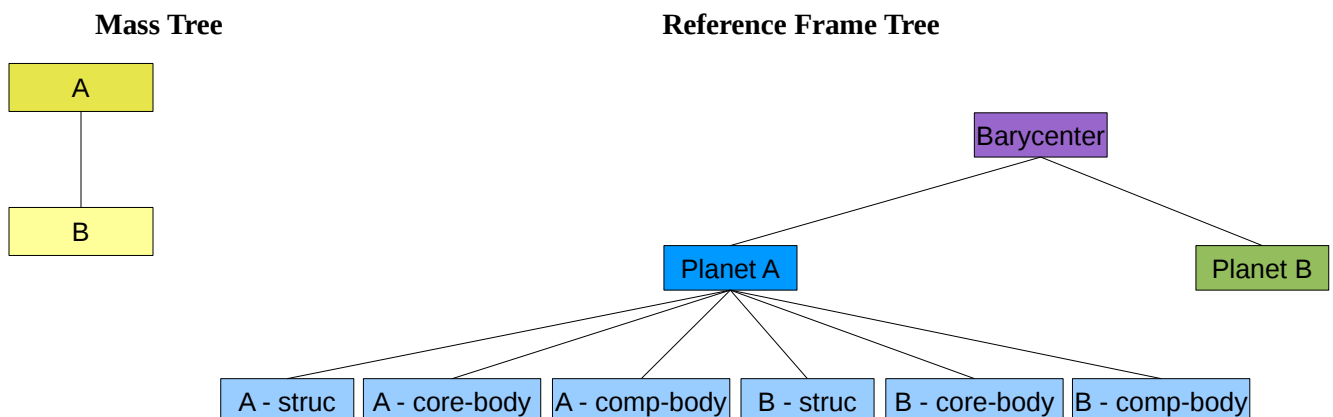 Mass Tree
Reference Frame Tree
A
B
Barycenter
Planet A
Planet B
A - struc
A - core-body
A - comp-body
B - struc
B - core-body
B - comp-body